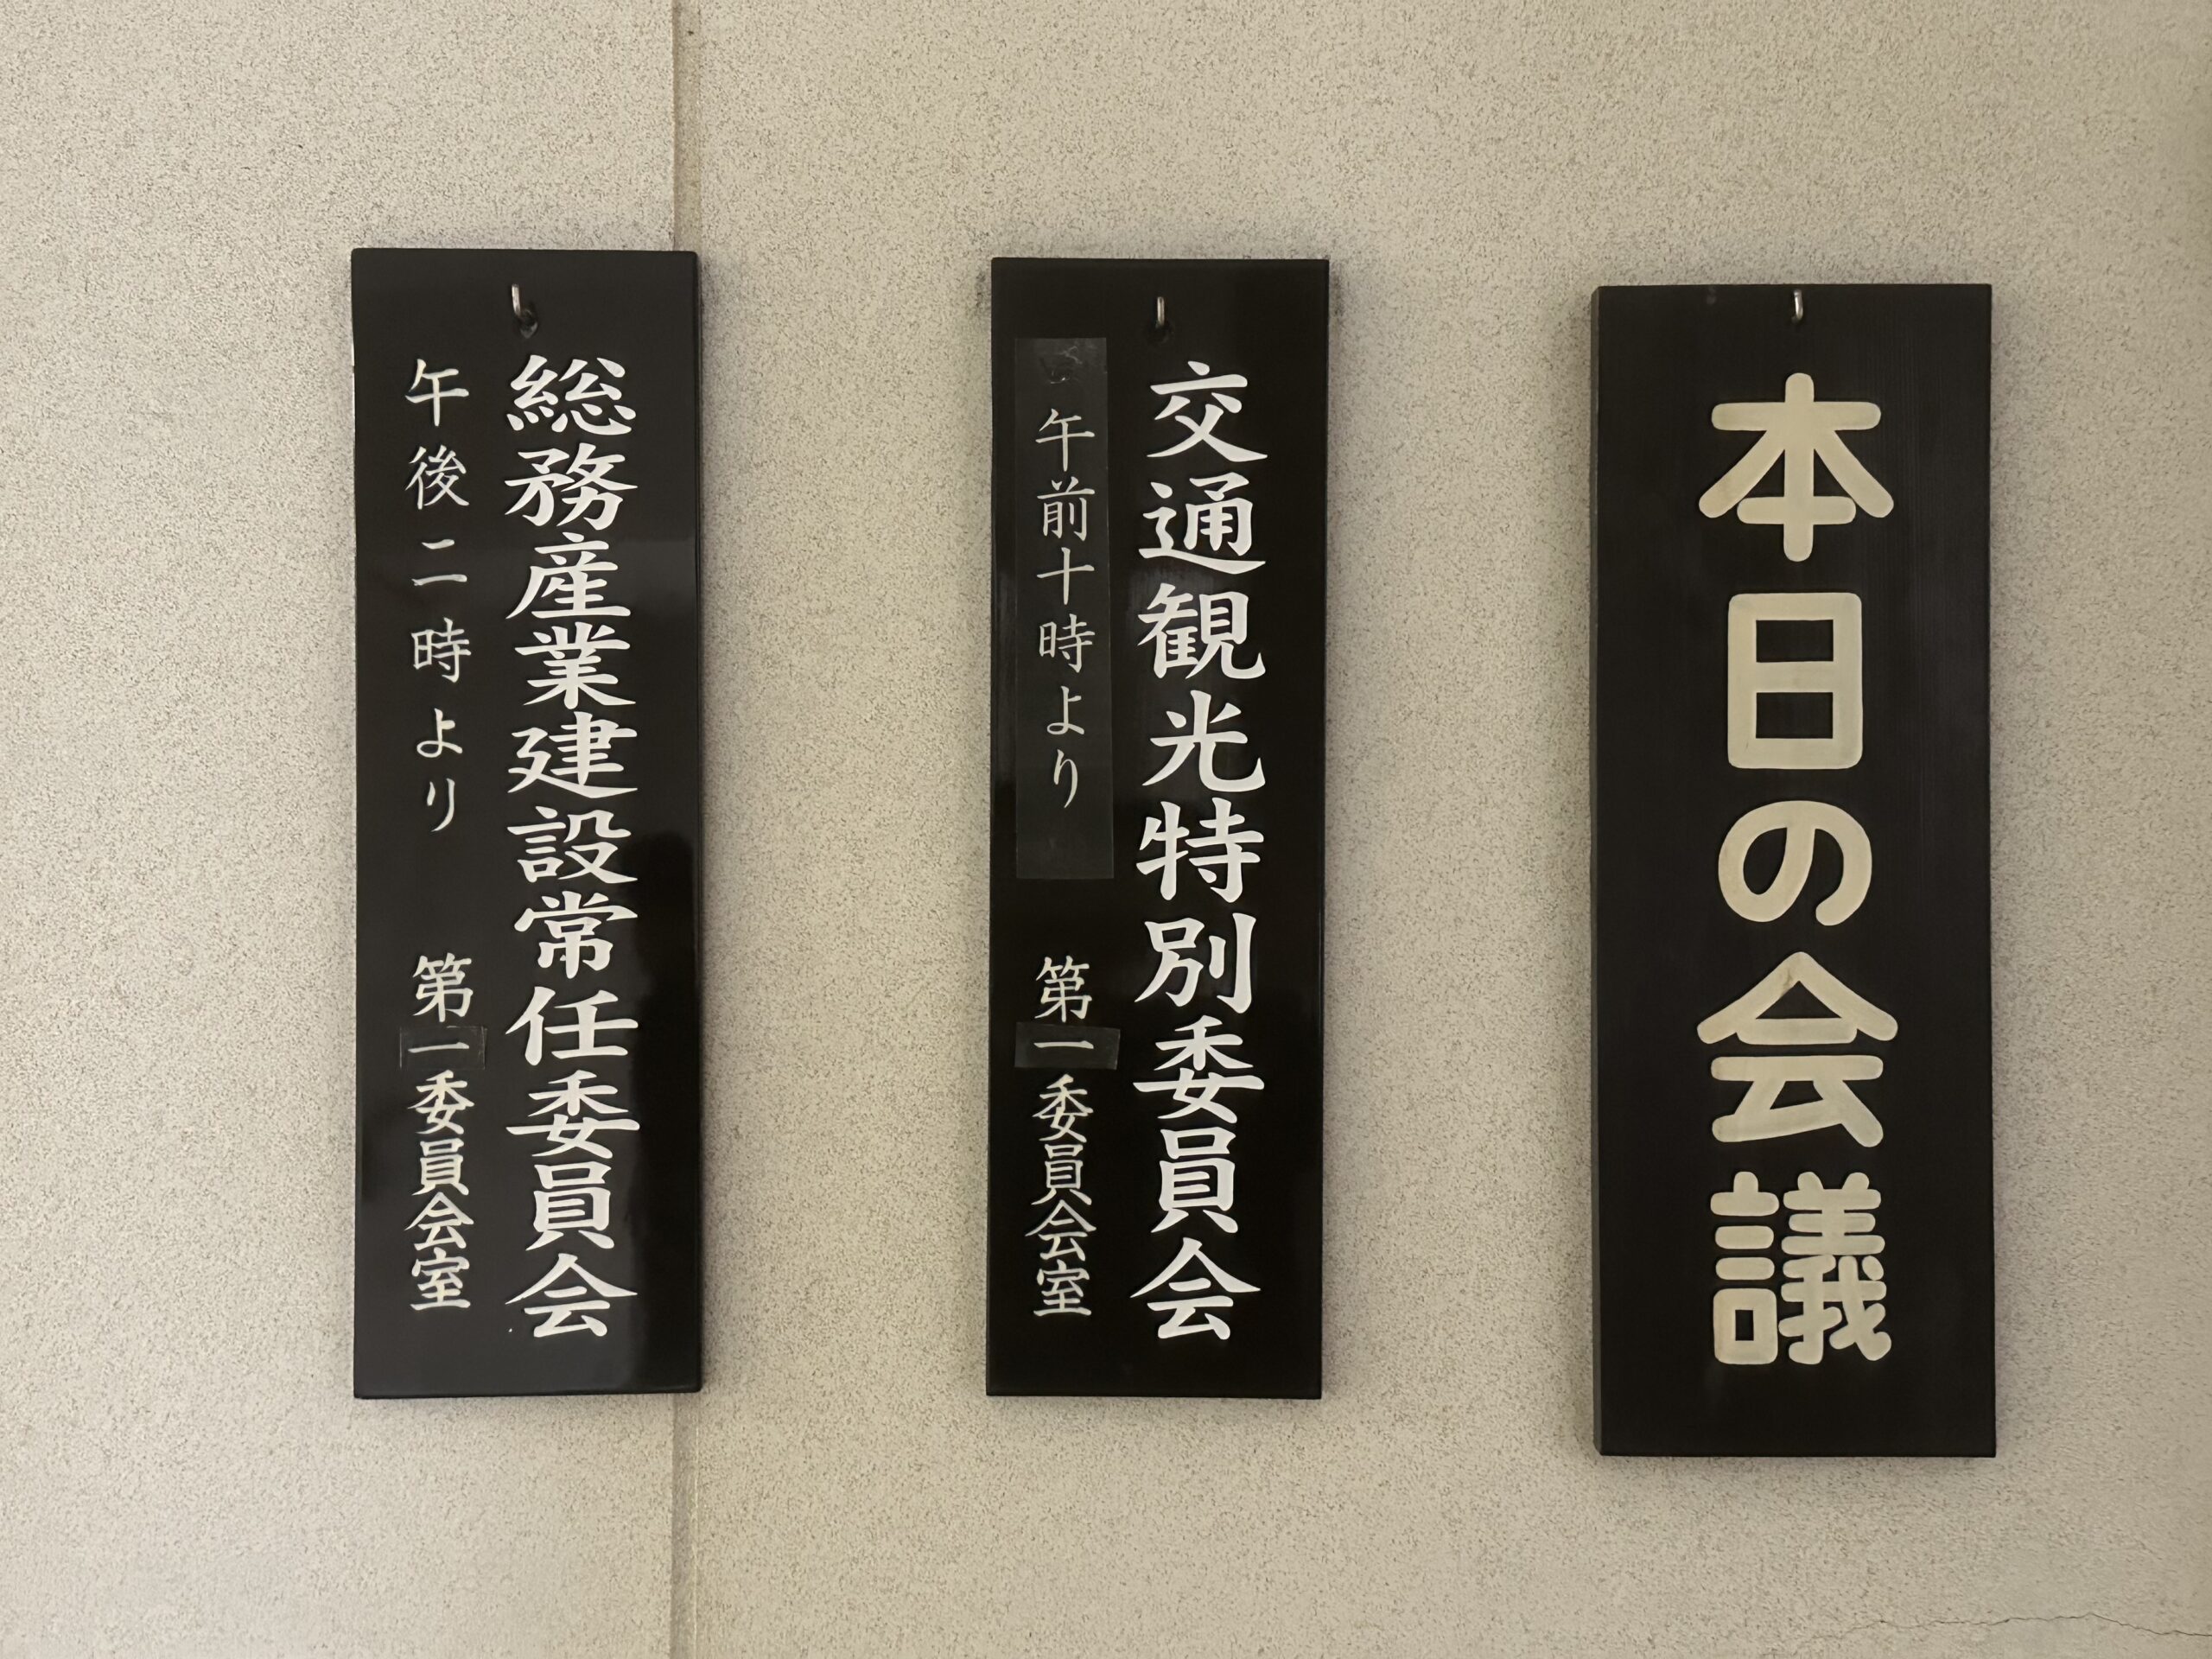 本日の会議
交通観光特別委員会
午前十時より 第一委員会室
総務産業建設常任委員会
午後二時より 第一委員会室